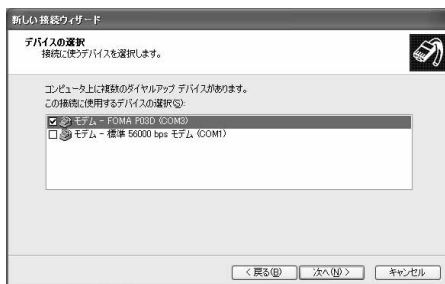 新しい接続ウィザード
デバイスの選択
接続に使うデバイスを選択します。
コンピュータ上に複数のダイヤルアップ デバイスがあります。
この接続に使用するデバイスの選択(S):
モデム - FOMA P03D (COM3)
モデム - 標準 56000 bps モデム (COM1)
< 戻る(B)
次へ(N) >
キャンセル